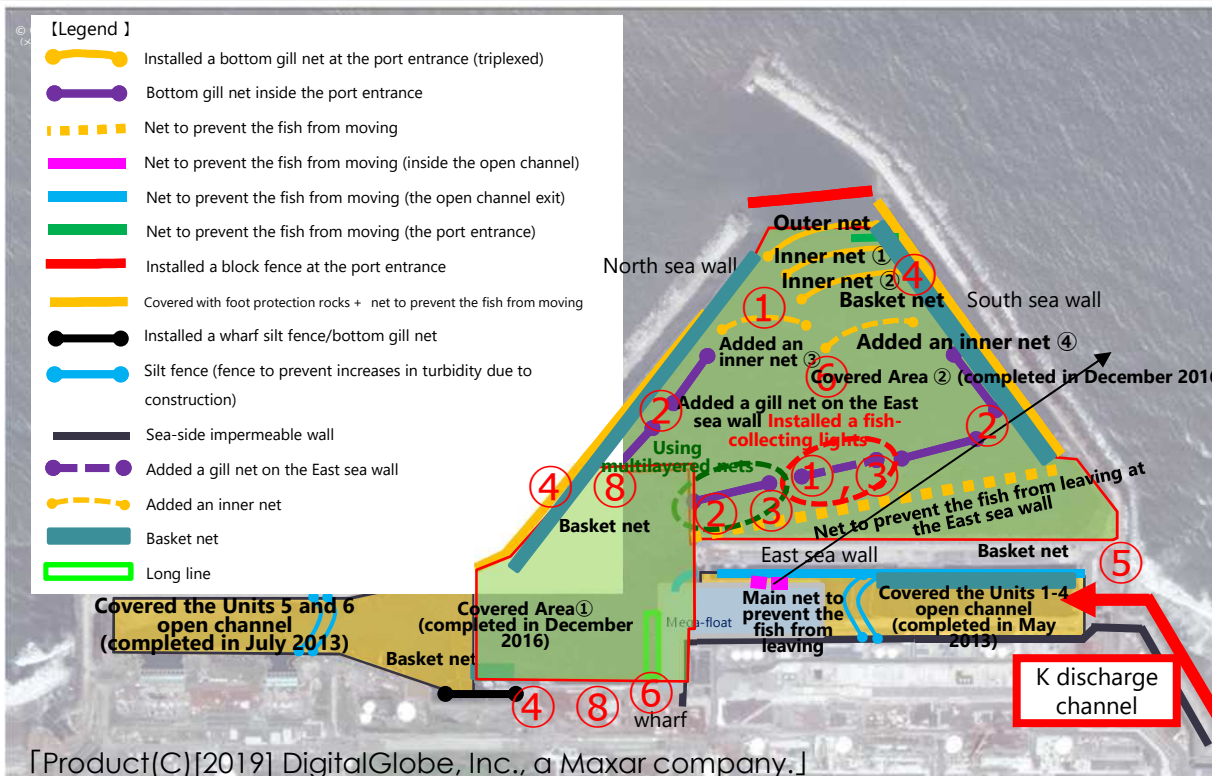 ©
【Legend】
Installed a bottom gill net at the port entrance (triplexed)
Bottom gill net inside the port entrance
Net to prevent the fish from moving
Net to prevent the fish from moving (inside the open channel)
Net to prevent the fish from moving (the open channel exit)
Net to prevent the fish from moving (the port entrance)
Installed a block fence at the port entrance
Covered with foot protection rocks + net to prevent the fish from moving
Installed a wharf silt fence/bottom gill net
Silt fence (fence to prevent increases in turbidity due to
construction)
Sea-side impermeable wall
Added a gill net on the East sea wall
Added an inner net
Basket net
Long line
Outer net
North sea wall
Inner net ①
Inner net ②
④
Basket net
South sea wall
①
Added an
inner net ③
Added an inner net ④
⑥
Covered Area ② (completed in December 2016
②
Added a gill net on the East
sea wall
Installed a fish-
collecting lights
②
Using
multilayered nets
④
⑧
①
③
②
③
Basket net
Net to prevent the fish from leaving at
the East sea wall
East sea wall
Basket net
⑤
Covered the Units 5 and 6
open channel
(completed in July 2013)
Covered Area①
(completed in December
2016)
Mega-float
Main net to
prevent the
fish from
leaving
Covered the Units 1-4
open channel
(completed in May
2013)
Basket net
④
⑧
⑥
wharf
K discharge
channel
「Product(C)[2019] DigitalGlobe, Inc., a Maxar company.」